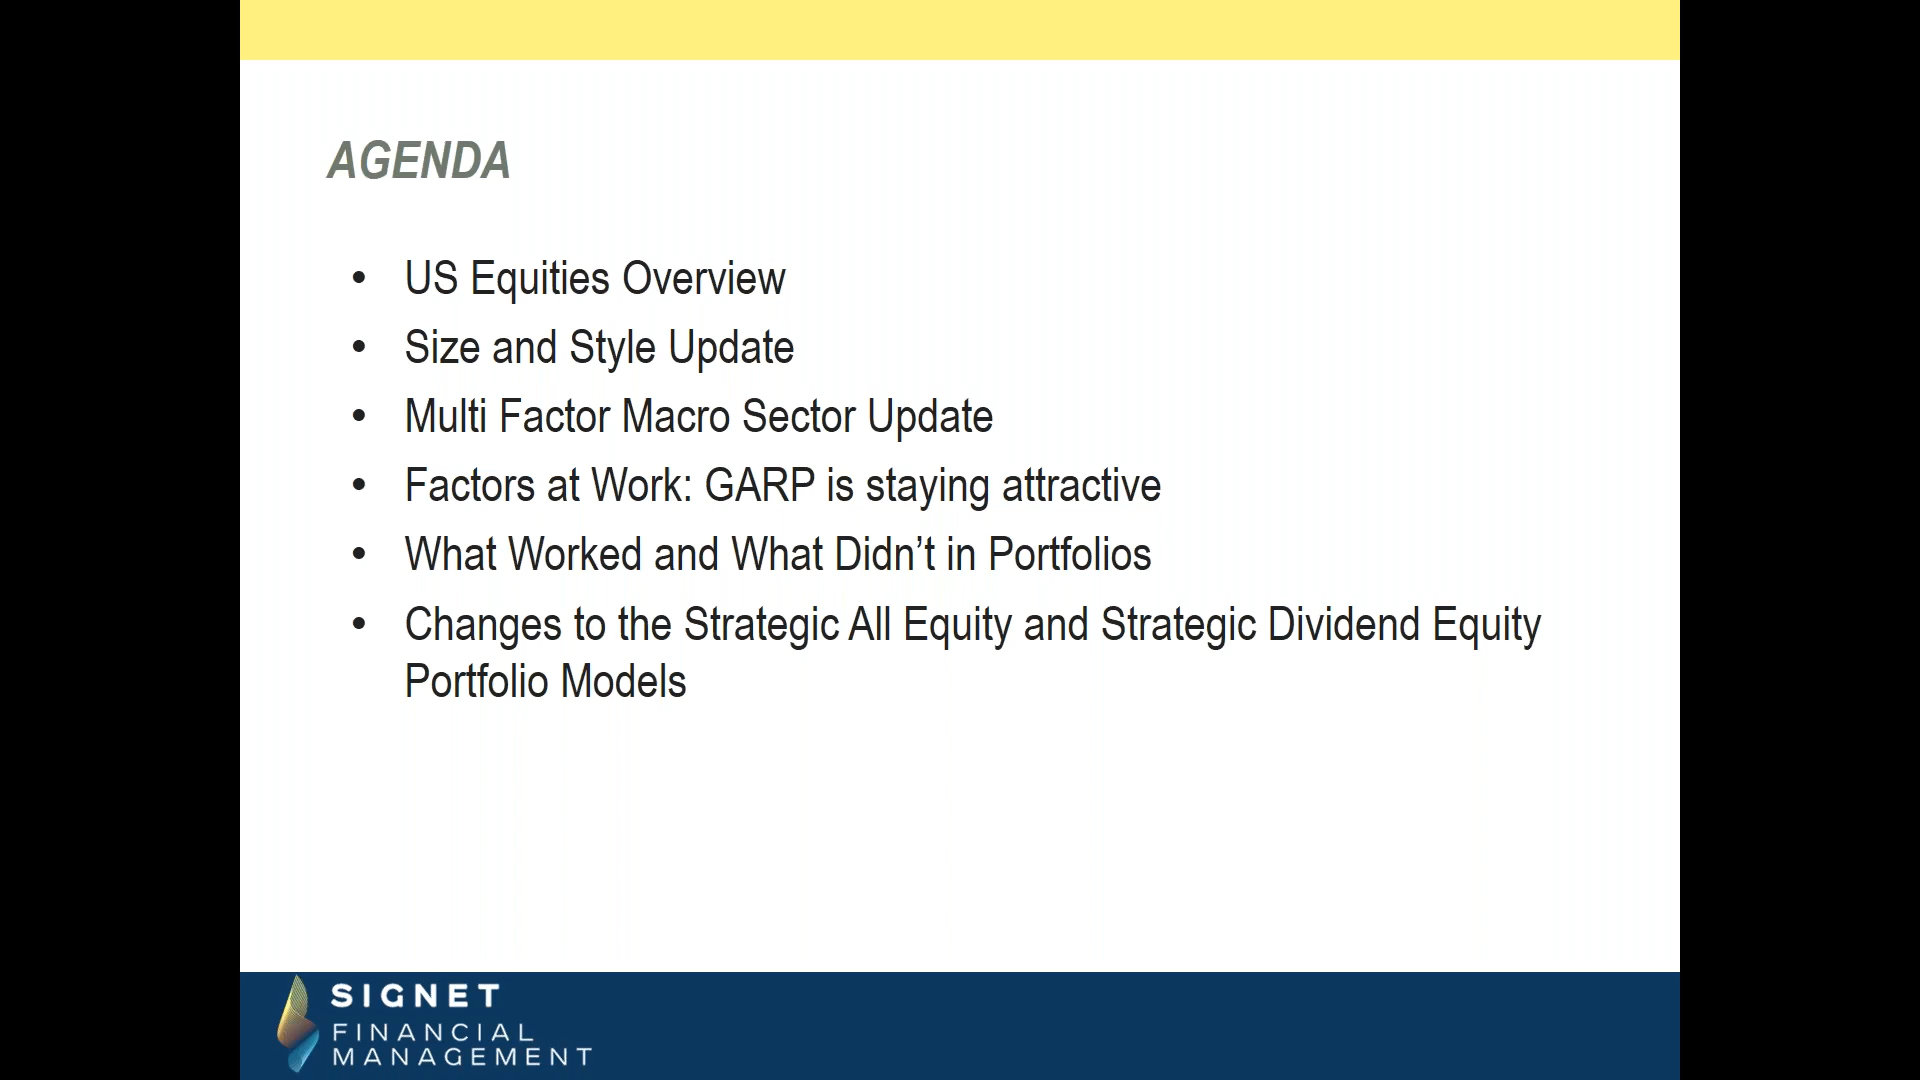 AGENDA
• US Equities Overview
• Size and Style Update
• Multi Factor Macro Sector Update
• Factors at Work: GARP is staying attractive
• What Worked and What Didn’t in Portfolios
• Changes to the Strategic All Equity and Strategic Dividend Equity
Portfolio Models
SIGNET
FINANCIAL
MANAGEMENT